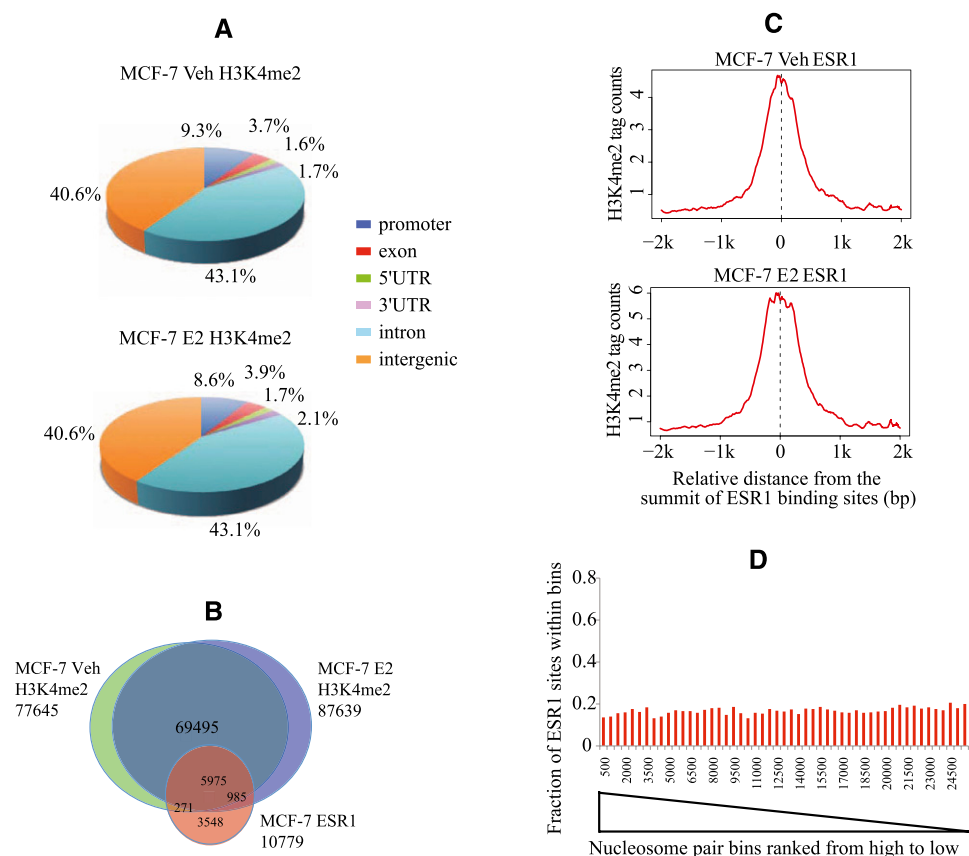 A
MCF-7 Veh H3K4me2
9.3%
3.7%
1.6%
1.7%
40.6%
43.1%
promoter
exon
5'UTR
3'UTR
intron
intergenic
MCF-7 E2 H3K4me2
8.6%
3.9%
1.7%
2.1%
40.6%
43.1%
B
MCF-7 Veh
H3K4me2
77645
MCF-7 E2
H3K4me2
87639
69495
5975
985
271
3548
MCF-7 ESR1
10779
C
MCF-7 Veh ESR1
H3K4me2 tag counts
4
3
2
1
−2k −1k 0 1k 2k
MCF-7 E2 ESR1
H3K4me2 tag counts
6
5
4
3
2
1
−2k −1k 0 1k 2k
Relative distance from the
summit of ESR1 binding sites (bp)
D
Fraction of ESR1 sites within bins
0.8
0.6
0.4
0.2
0
500 2000 3500 5000 6500 8000 9500 11000 12500 14000 15500 17000 18500 20000 21500 23000 24500
Nucleosome pair bins ranked from high to low